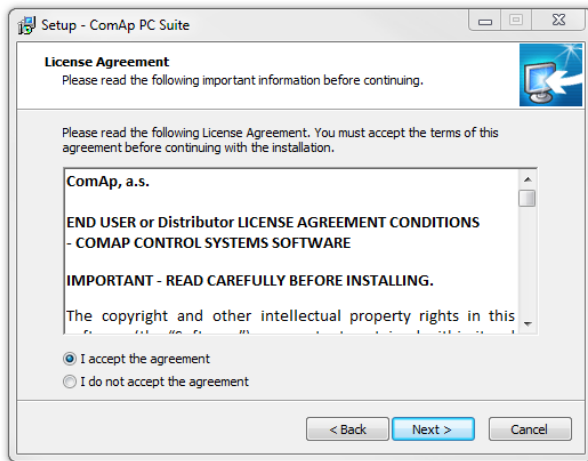 Setup - ComAp PC Suite
License Agreement
Please read the following important information before continuing.
Please read the following License Agreement. You must accept the terms of this
agreement before continuing with the installation.
ComAp, a.s.
END USER or Distributor LICENSE AGREEMENT CONDITIONS
- COMAP CONTROL SYSTEMS SOFTWARE
IMPORTANT - READ CAREFULLY BEFORE INSTALLING.
The copyright and other intellectual property rights in this
I accept the agreement
I do not accept the agreement
< Back
Next >
Cancel